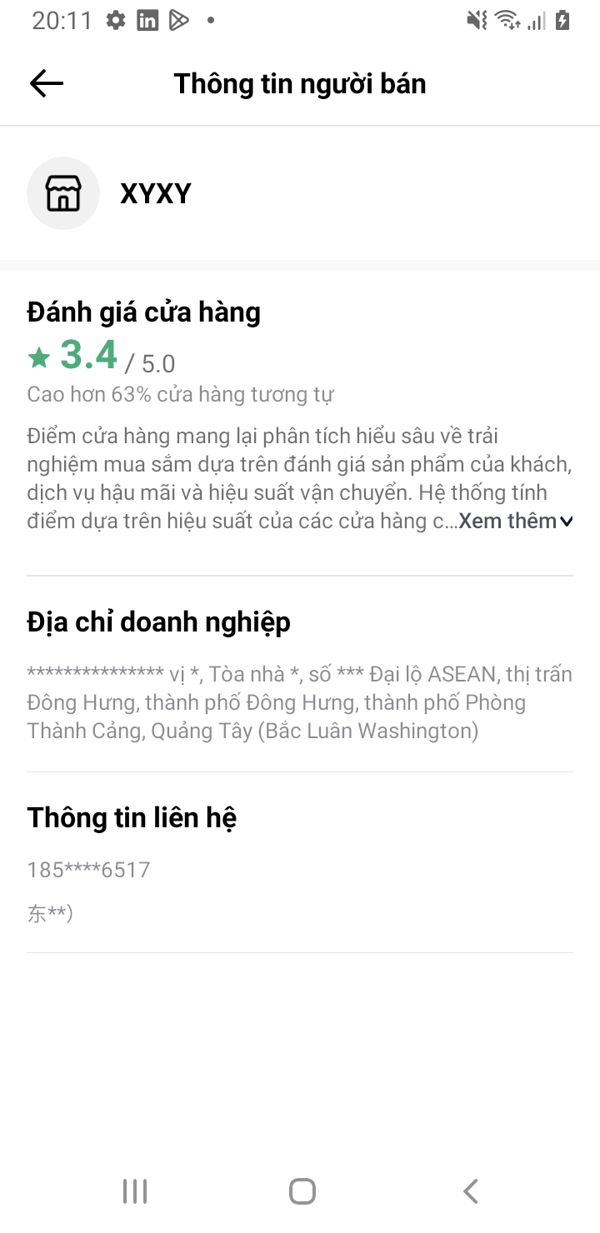 20:11
Thông tin người bán
XYXY
Đánh giá cửa hàng
3.4 / 5.0
Cao hơn 63% cửa hàng tương tự
Điểm cửa hàng mang lại phân tích hiểu sâu về trải
nghiệm mua sắm dựa trên đánh giá sản phẩm của khách,
dịch vụ hậu mãi và hiệu suất vận chuyển. Hệ thống tính
điểm dựa trên hiệu suất của các cửa hàng c...Xem thêm
Địa chỉ doanh nghiệp
*************** vị *, Tòa nhà *, số *** Đại lộ ASEAN, thị trấn
Đông Hưng, thành phố Đông Hưng, thành phố Phòng
Thành Cảng, Quảng Tây (Bắc Luân Washington)
Thông tin liên hệ
185****6517
东**)